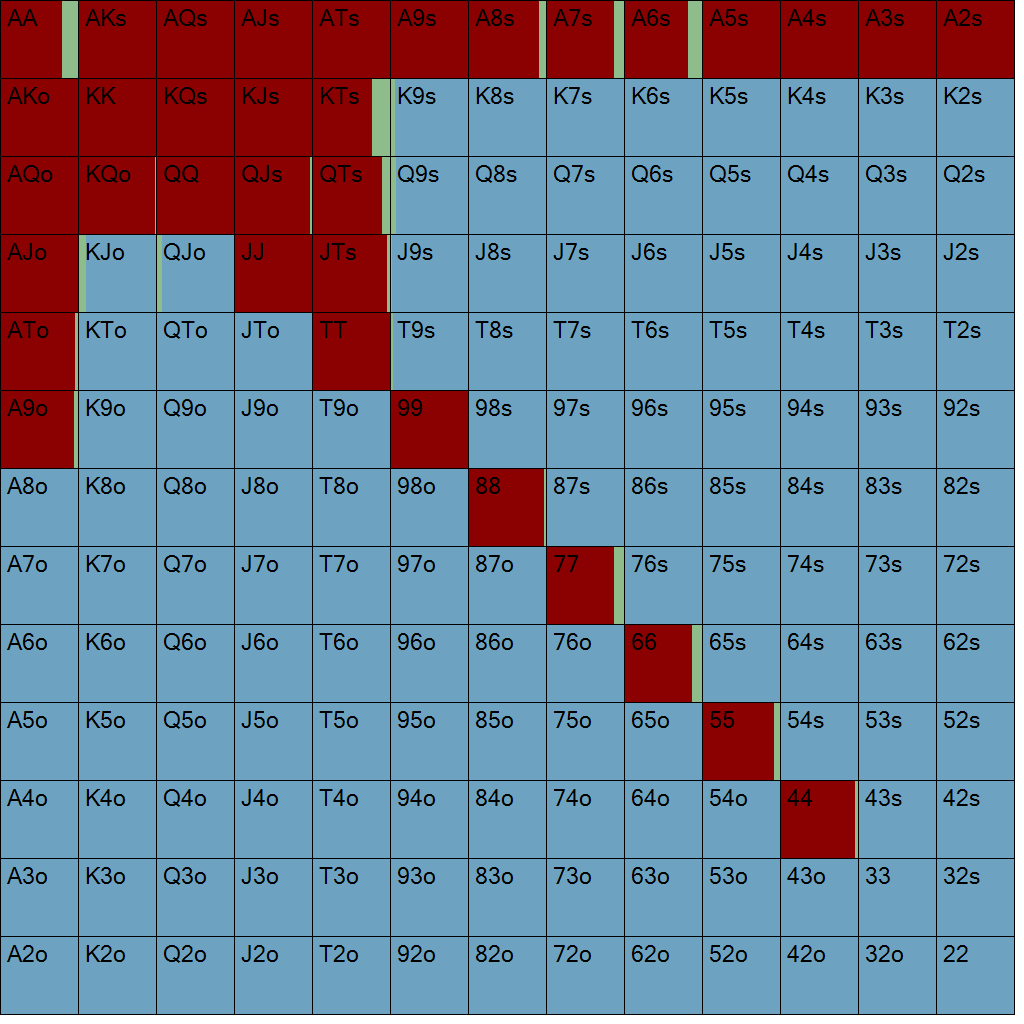 AA AKs AQs AJs ATs A9s A8s A7s A6s A5s A4s A3s A2s
AKo KK KQs KJs KTs K9s K8s K7s K6s K5s K4s K3s K2s
AQo KQo QQ QJs QTs Q9s Q8s Q7s Q6s Q5s Q4s Q3s Q2s
AJo KJo QJo JJ JTs J9s J8s J7s J6s J5s J4s J3s J2s
ATo KTo QTo JTo TT T9s T8s T7s T6s T5s T4s T3s T2s
A9o K9o Q9o J9o T9o 99 98s 97s 96s 95s 94s 93s 92s
A8o K8o Q8o J8o T8o 98o 88 87s 86s 85s 84s 83s 82s
A7o K7o Q7o J7o T7o 97o 87o 77 76s 75s 74s 73s 72s
A6o K6o Q6o J6o T6o 96o 86o 76o 66 65s 64s 63s 62s
A5o K5o Q5o J5o T5o 95o 85o 75o 65o 55 54s 53s 52s
A4o K4o Q4o J4o T4o 94o 84o 74o 64o 54o 44 43s 42s
A3o K3o Q3o J3o T3o 93o 83o 73o 63o 53o 43o 33 32s
A2o K2o Q2o J2o T2o 92o 82o 72o 62o 52o 42o 32o 22